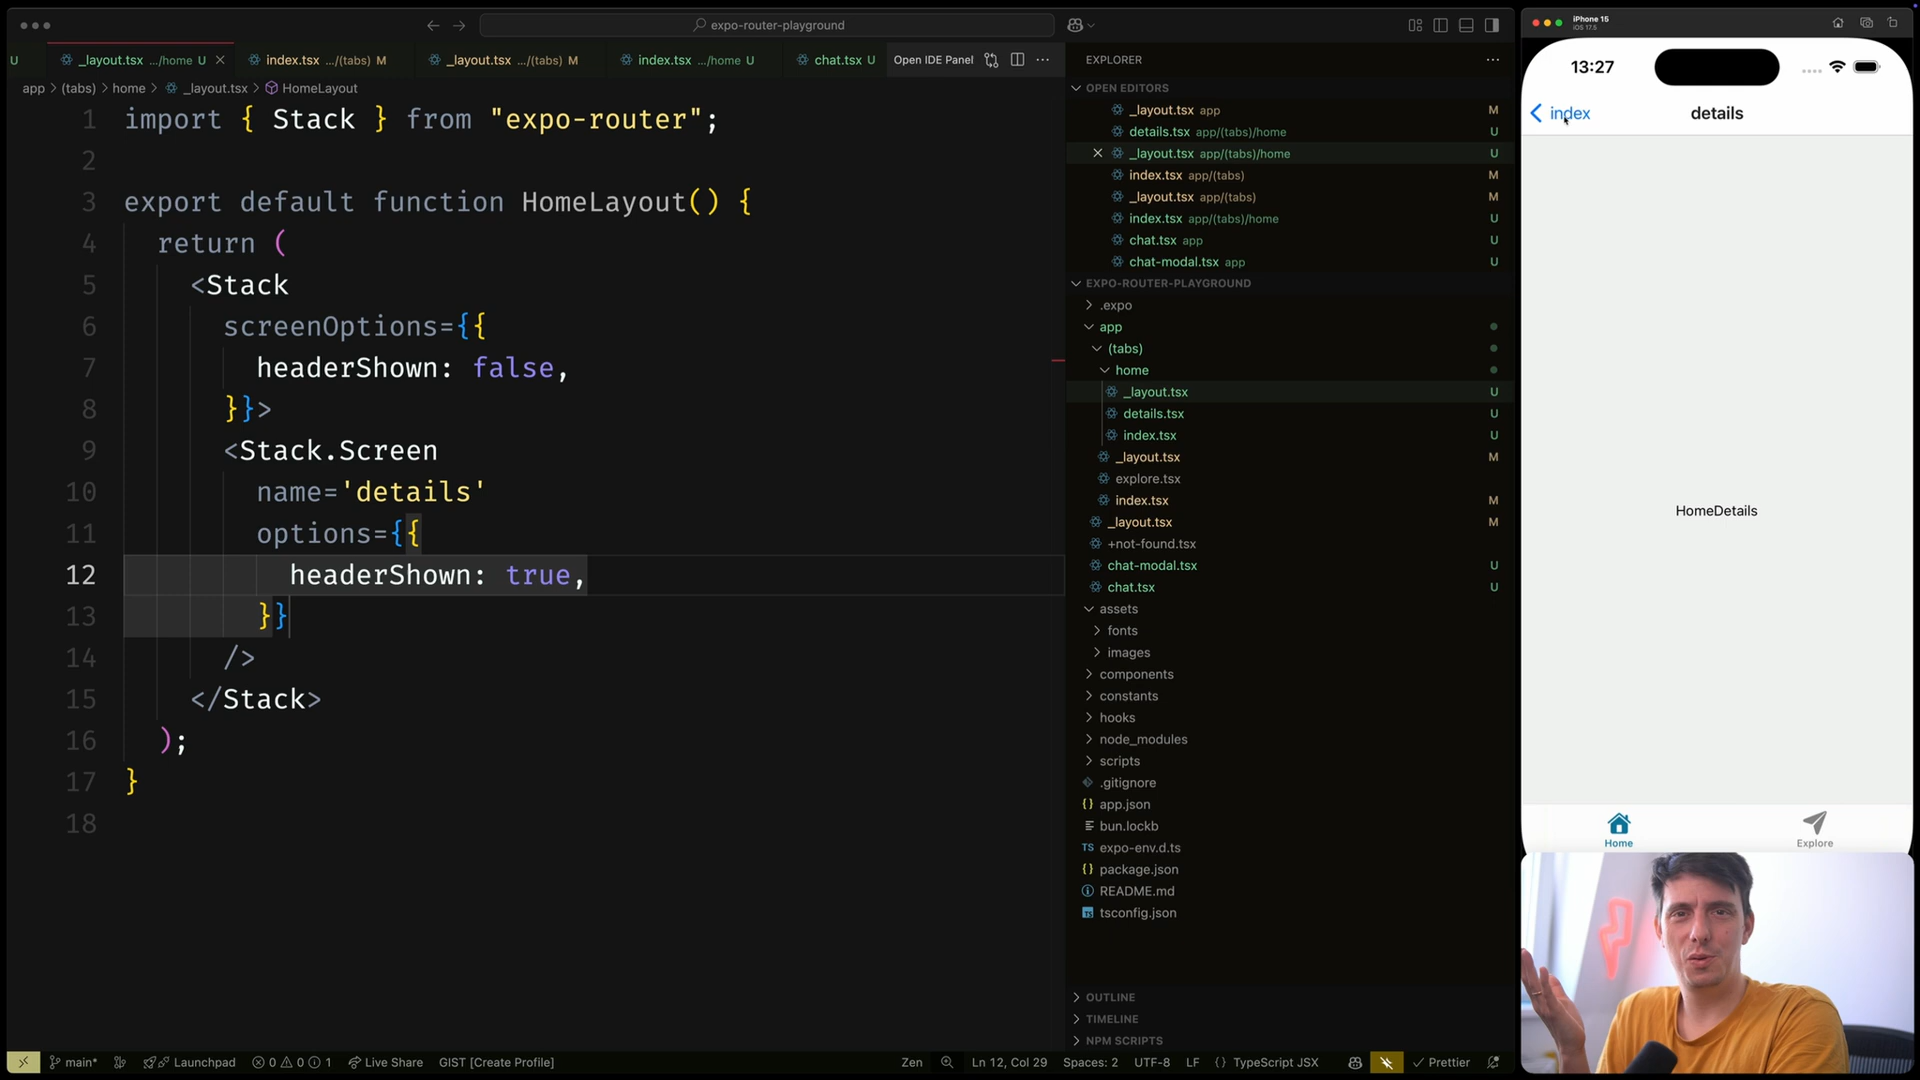 expo-router-playground
U
_layout.tsx .../home U
index.tsx .../(tabs) M
_layout.tsx .../(tabs) M
index.tsx .../home U
chat.tsx U
Open IDE Panel
app > (tabs) > home > _layout.tsx > HomeLayout
1 import { Stack } from "expo-router";
2
3 export default function HomeLayout() {
4 return (
5 <Stack
6 screenOptions={{
7 headerShown: false,
8 }}>
9 <Stack.Screen
10 name='details'
11 options={{
12 headerShown: true,
13 }}
14 />
15 </Stack>
16 );
17 }
18
EXPLORER
OPEN EDITORS
_layout.tsx app M
details.tsx app/(tabs)/home U
_layout.tsx app/(tabs)/home U
index.tsx app/(tabs) M
_layout.tsx app/(tabs) M
index.tsx app/(tabs)/home U
chat.tsx app U
chat-modal.tsx app U
EXPO-ROUTER-PLAYGROUND
.expo
app
(tabs)
home
_layout.tsx U
details.tsx U
index.tsx U
_layout.tsx M
explore.tsx
index.tsx M
_layout.tsx M
+not-found.tsx
chat-modal.tsx U
chat.tsx U
assets
fonts
images
components
constants
hooks
node_modules
scripts
.gitignore
{} app.json
bun.lockb
TS expo-env.d.ts
{} package.json
README.md
TS tsconfig.json
OUTLINE
TIMELINE
NPM SCRIPTS
iPhone 15
iOS 17.5
13:27
index
details
HomeDetails
Home
Explore
main*
Launchpad
0 0 1
Live Share
GIST [Create Profile]
Zen
Ln 12, Col 29
Spaces: 2
UTF-8
LF
{} TypeScript JSX
Prettier